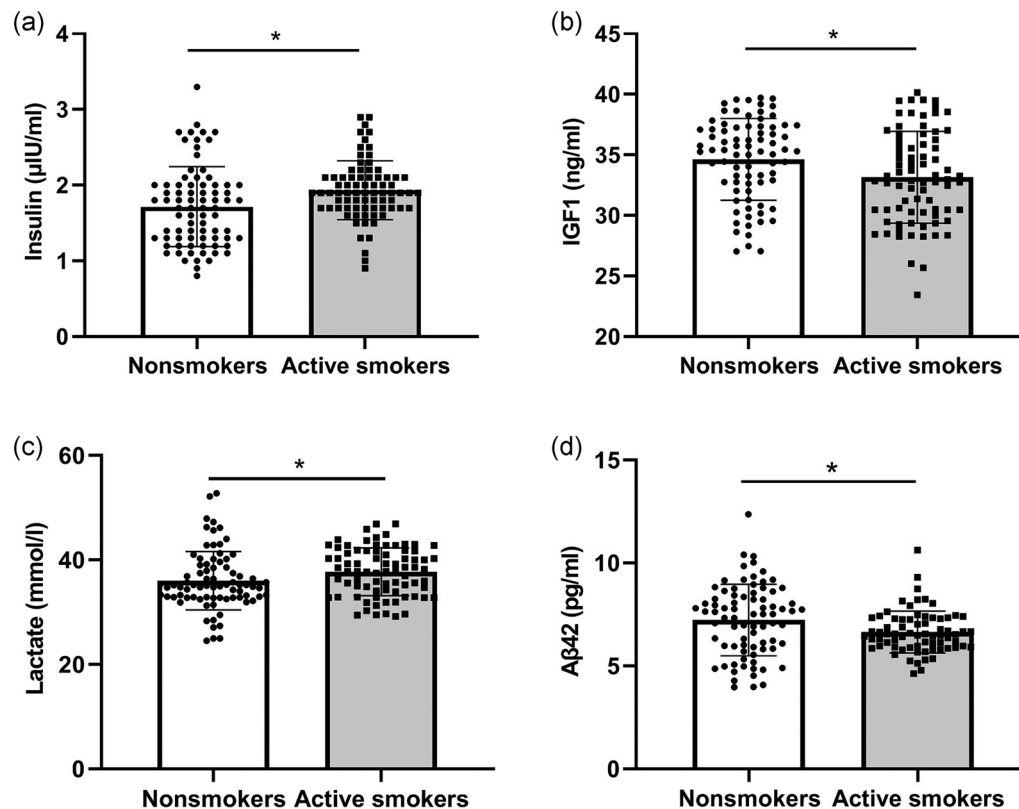 (a)
*
Insulin (µIU/ml)
4
3
2
1
0
Nonsmokers Active smokers
(b)
*
IGF1 (ng/ml)
45
40
35
30
25
20
Nonsmokers Active smokers
(c)
*
Lactate (mmol/l)
60
40
20
0
Nonsmokers Active smokers
(d)
*
Aβ42 (pg/ml)
15
10
5
0
Nonsmokers Active smokers